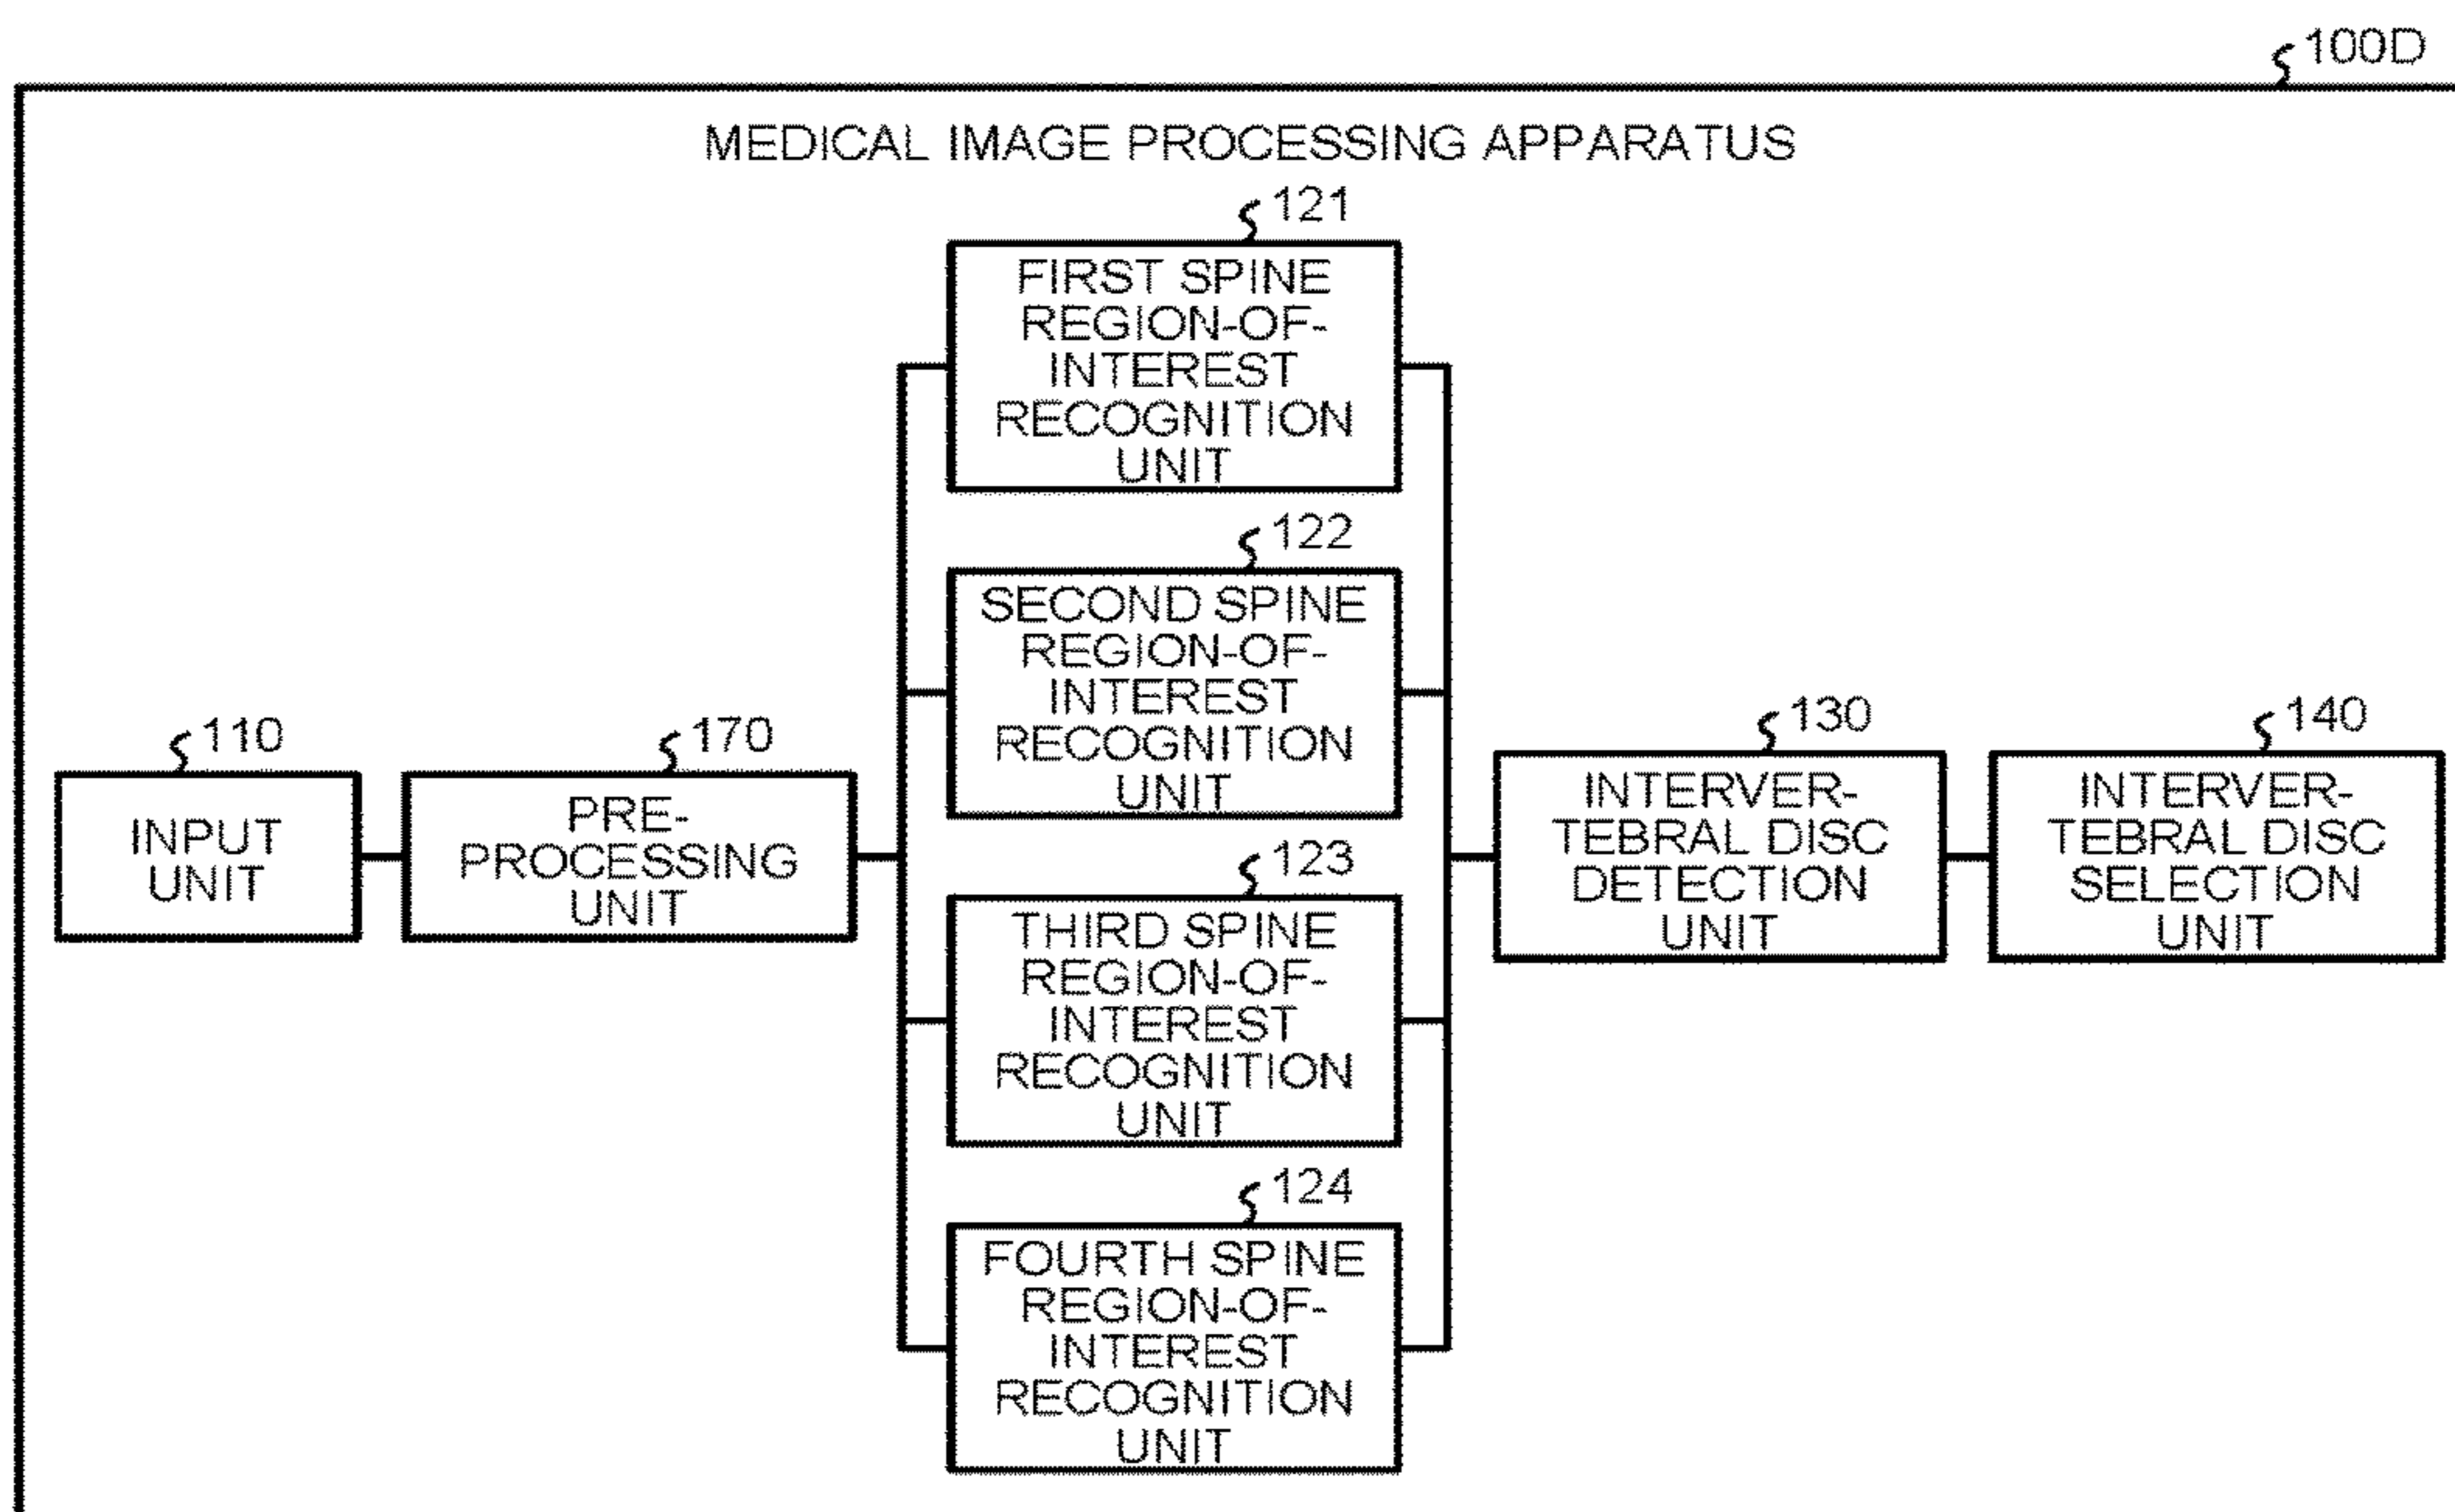 100D
MEDICAL IMAGE PROCESSING APPARATUS
121
FIRST SPINE
REGION-OF-
INTEREST
RECOGNITION
UNIT
122
SECOND SPINE
REGION-OF-
INTEREST
RECOGNITION
UNIT
110
INPUT
UNIT
170
PRE-
PROCESSING
UNIT
123
THIRD SPINE
REGION-OF-
INTEREST
RECOGNITION
UNIT
124
FOURTH SPINE
REGION-OF-
INTEREST
RECOGNITION
UNIT
130
INTERVER-
TEBRAL DISC
DETECTION
UNIT
140
INTERVER-
TEBRAL DISC
SELECTION
UNIT